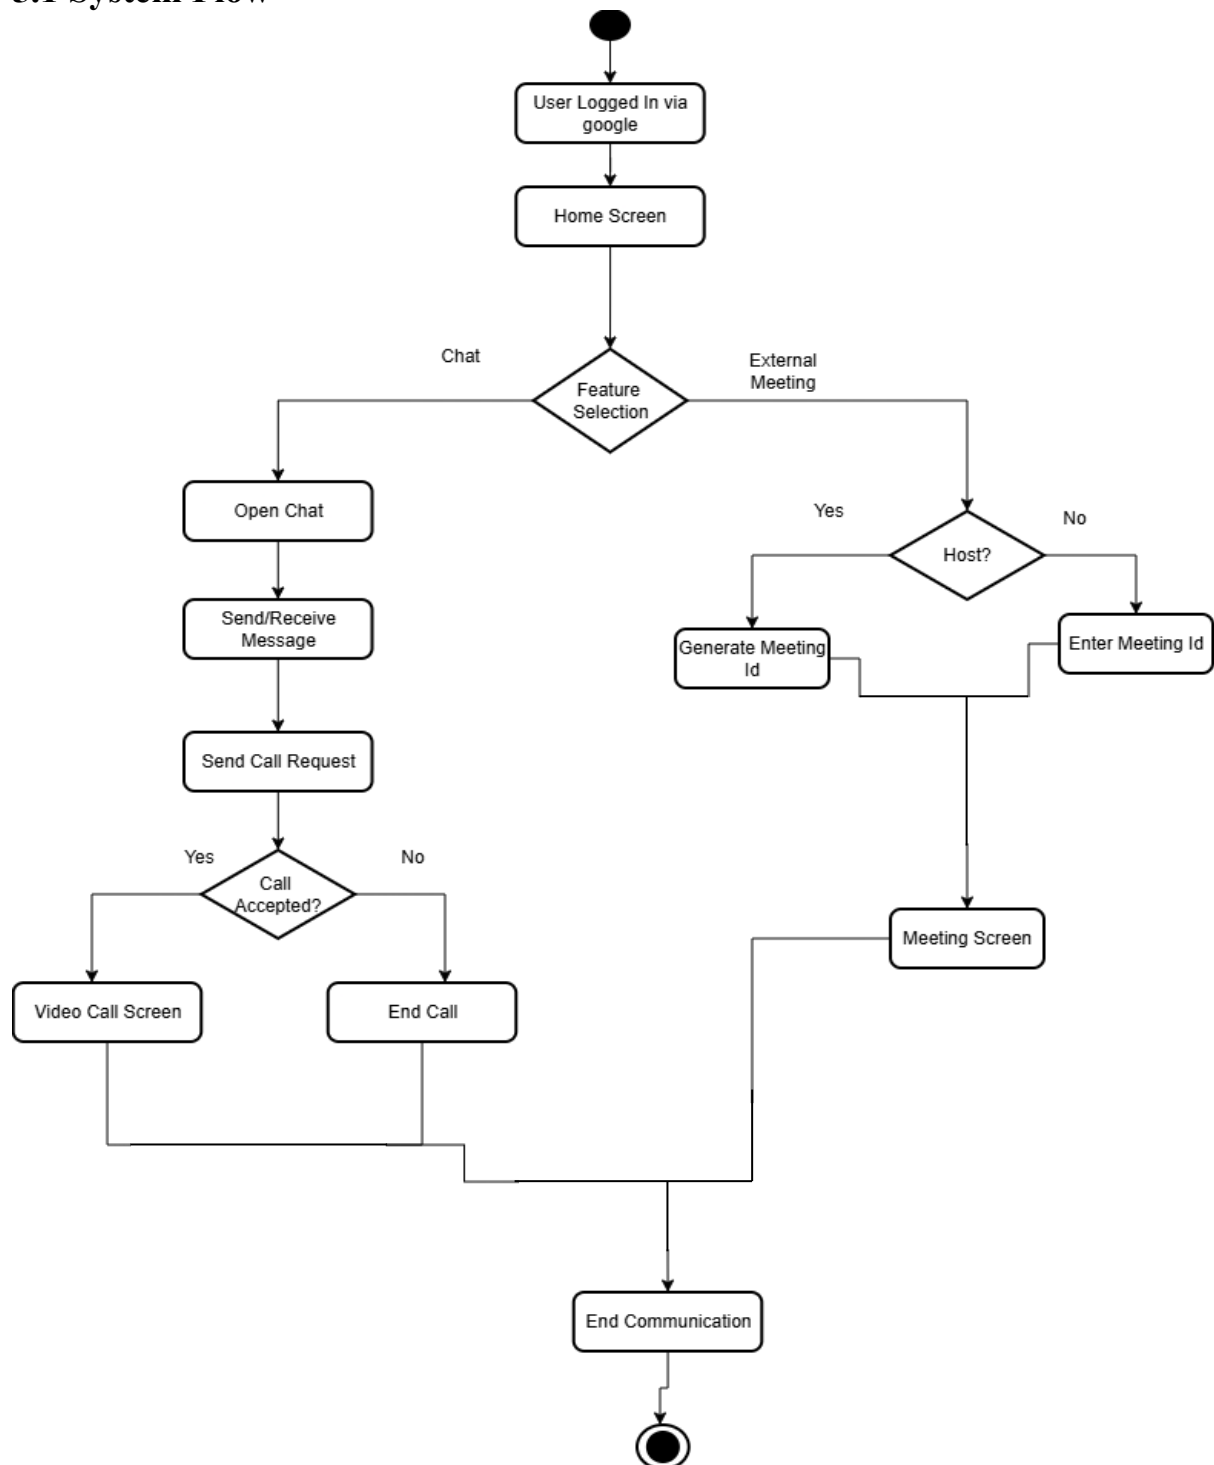 3.1 System Flow
User Logged In via
google
Home Screen
Chat
External
Meeting
Feature
Selection
Open Chat
Yes
No
Host?
Send/Receive
Message
Generate Meeting
Id
Enter Meeting Id
Send Call Request
Yes
No
Call
Accepted?
Meeting Screen
Video Call Screen
End Call
End Communication